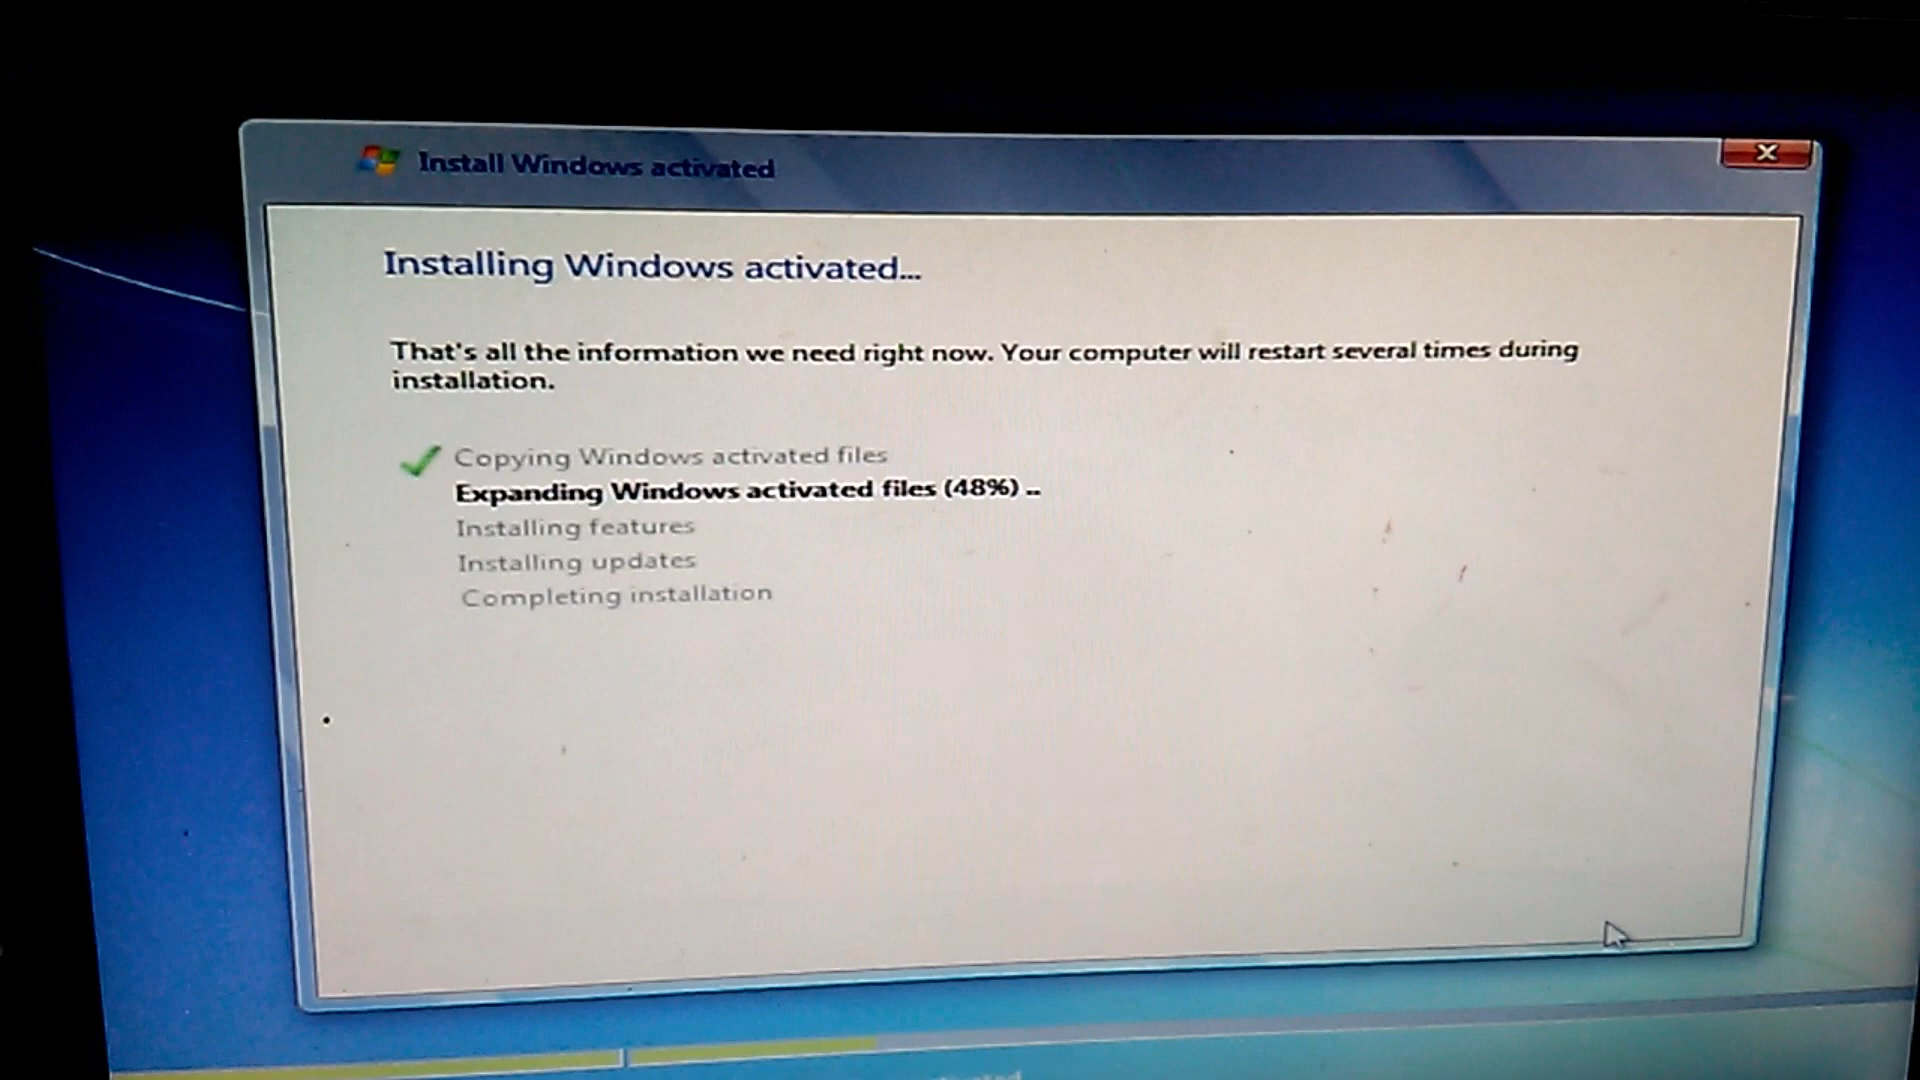 Install Windows activated
Installing Windows activated...
That's all the information we need right now. Your computer will restart several times during
installation.
Copying Windows activated files
Expanding Windows activated files (48%) ..
Installing features
Installing updates
Completing installation